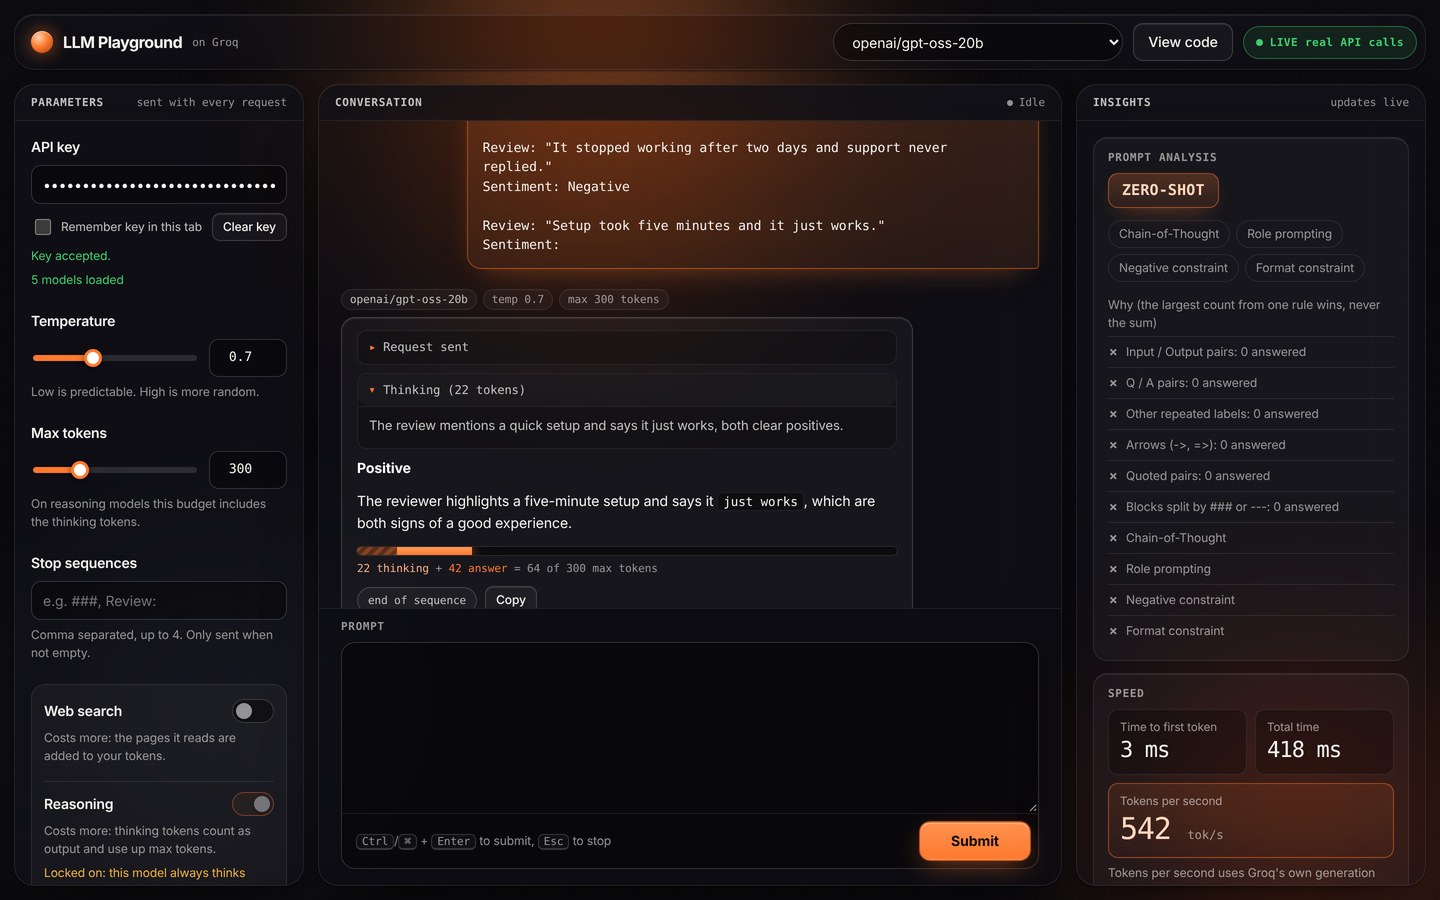 LLM Playground on Groq
openai/gpt-oss-20b
View code
LIVE real API calls
PARAMETERS
sent with every request
API key
Remember key in this tab
Clear key
Key accepted.
5 models loaded
Temperature
0.7
Low is predictable. High is more random.
Max tokens
300
On reasoning models this budget includes
the thinking tokens.
Stop sequences
e.g. ###, Review:
Comma separated, up to 4. Only sent when
not empty.
Web search
Costs more: the pages it reads are
added to your tokens.
Reasoning
Costs more: thinking tokens count as
output and use up max tokens.
Locked on: this model always thinks
CONVERSATION
Idle
Review: "It stopped working after two days and support never
replied."
Sentiment: Negative
Review: "Setup took five minutes and it just works."
Sentiment:
openai/gpt-oss-20b
temp 0.7
max 300 tokens
Request sent
Thinking (22 tokens)
The review mentions a quick setup and says it just works, both clear positives.
Positive
The reviewer highlights a five-minute setup and says it just works, which are
both signs of a good experience.
22 thinking + 42 answer = 64 of 300 max tokens
end of sequence
Copy
PROMPT
Ctrl/⌘ + Enter to submit, Esc to stop
Submit
INSIGHTS
updates live
PROMPT ANALYSIS
ZERO-SHOT
Chain-of-Thought
Role prompting
Negative constraint
Format constraint
Why (the largest count from one rule wins, never
the sum)
× Input / Output pairs: 0 answered
× Q / A pairs: 0 answered
× Other repeated labels: 0 answered
× Arrows (->, =>): 0 answered
× Quoted pairs: 0 answered
× Blocks split by ### or ---: 0 answered
× Chain-of-Thought
× Role prompting
× Negative constraint
× Format constraint
SPEED
Time to first token
3 ms
Total time
418 ms
Tokens per second
542 tok/s
Tokens per second uses Groq's own generation